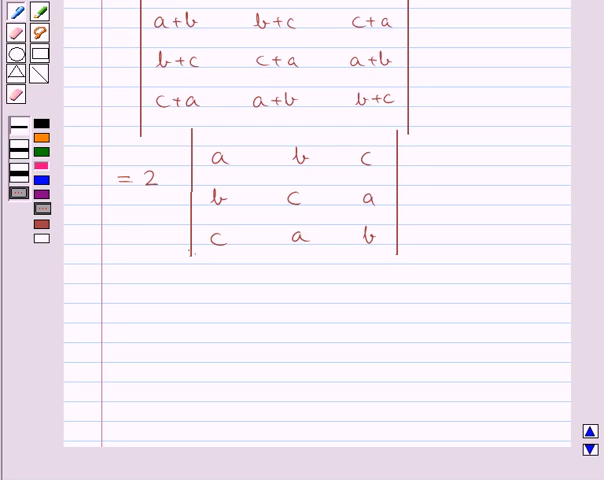 a+b b+c c+a
b+c c+a a+b
c+a a+b b+c
= 2
a b c
b c a
c a b